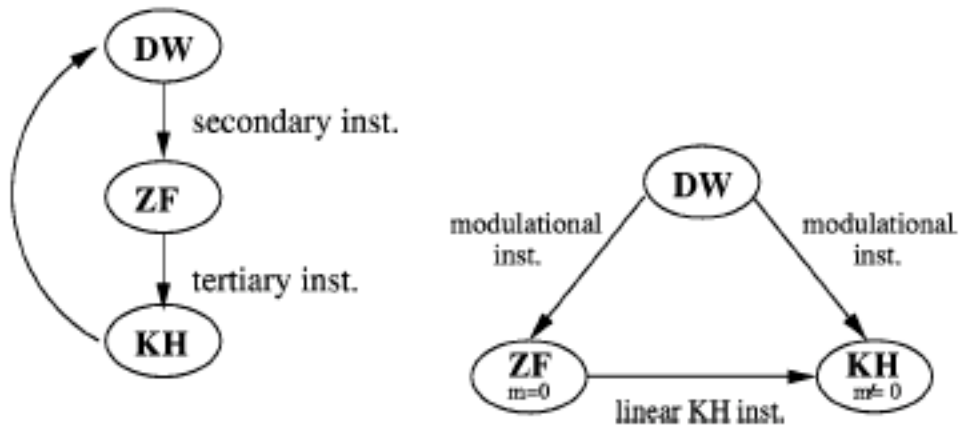 DW
secondary inst.
ZF
tertiary inst.
KH
DW
modulational
inst.
modulational
inst.
ZF
m=0
KH
m≠0
linear KH inst.